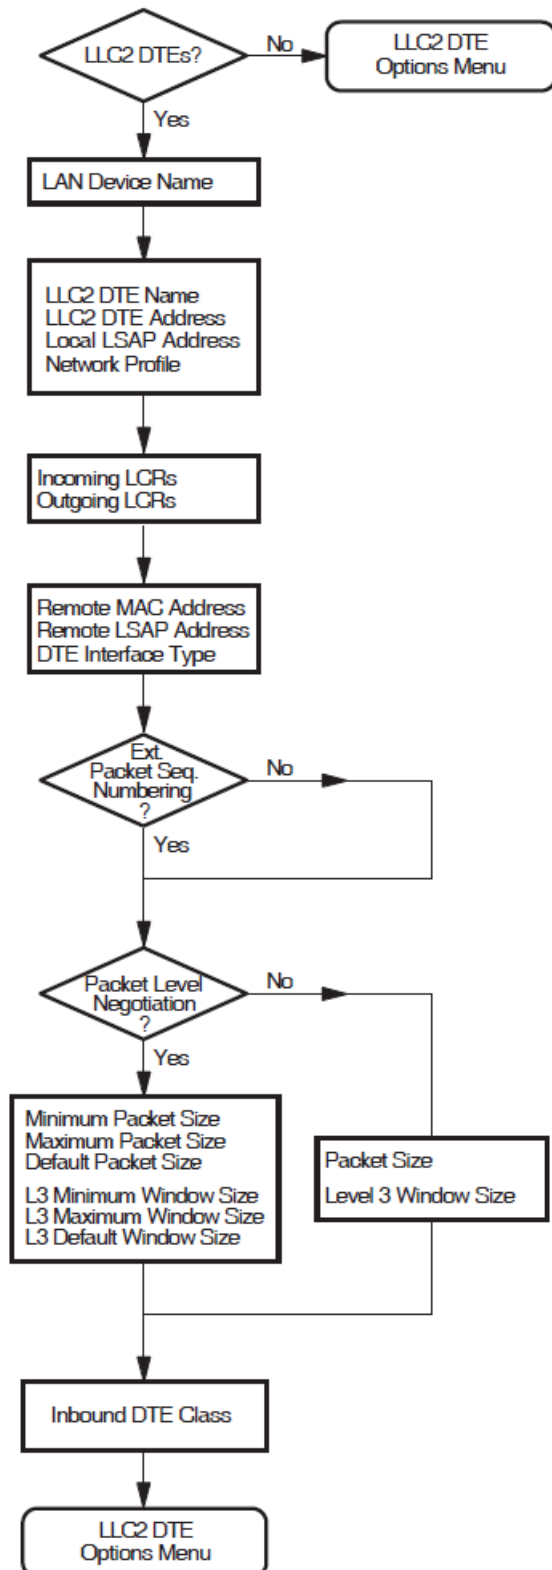 LLC2 DTEs?
No
LLC2 DTE
Options Menu
Yes
LAN Device Name
LLC2 DTE Name
LLC2 DTE Address
Local LSAP Address
Network Profile
Incoming LCRs
Outgoing LCRs
Remote MAC Address
Remote LSAP Address
DTE Interface Type
Ext.
Packet Seq.
Numbering
?
No
Yes
Packet Level
Negotiation
?
No
Yes
Minimum Packet Size
Maximum Packet Size
Default Packet Size
L3 Minimum Window Size
L3 Maximum Window Size
L3 Default Window Size
Packet Size
Level 3 Window Size
Inbound DTE Class
LLC2 DTE
Options Menu